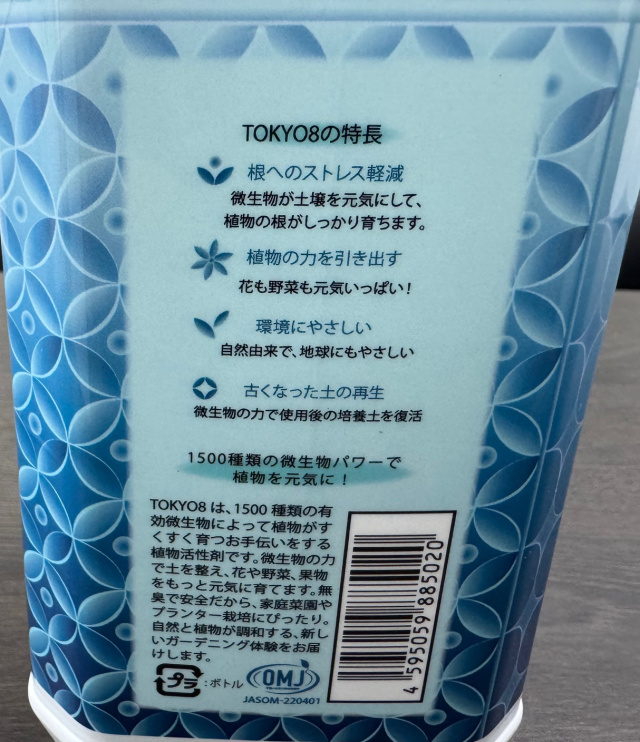 TOKYO8の特長
根へのストレス軽減
微生物が土壌を元気にして、
植物の根がしっかり育ちます。
植物の力を引き出す
花も野菜も元気いっぱい！
環境にやさしい
自然由来で、地球にもやさしい
古くなった土の再生
微生物の力で使用後の培養土を復活
1500種類の微生物パワーで
植物を元気に！
TOKYO8 は、1500 種類の有
効微生物によって植物がす
くすく育つお手伝いをする
植物活性剤です。微生物の力
で土を整え、花や野菜、果物
をもっと元気に育てます。無
臭で安全だから、家庭菜園や
プランター栽培にぴったり。
自然と植物が調和する、新し
いガーデニング体験をお届
けします。
プラ
：ボトル
OMJ
JASOM-220401
4 595059 885020